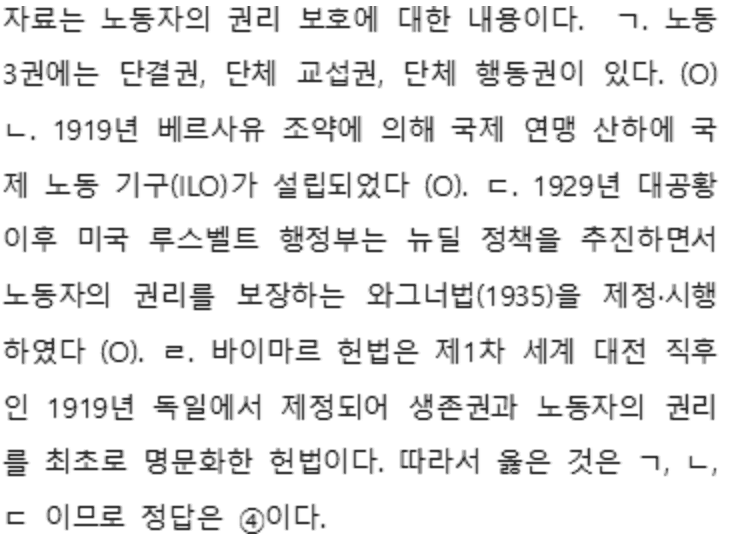 자료는 노동자의 권리 보호에 대한 내용이다. ㄱ. 노동
3권에는 단결권, 단체 교섭권, 단체 행동권이 있다. (O)
ㄴ. 1919년 베르사유 조약에 의해 국제 연맹 산하에 국
제 노동 기구(ILO)가 설립되었다 (O). ㄷ. 1929년 대공황
이후 미국 루스벨트 행정부는 뉴딜 정책을 추진하면서
노동자의 권리를 보장하는 와그너법(1935)을 제정·시행
하였다 (O). ㄹ. 바이마르 헌법은 제1차 세계 대전 직후
인 1919년 독일에서 제정되어 생존권과 노동자의 권리
를 최초로 명문화한 헌법이다. 따라서 옳은 것은 ㄱ, ㄴ,
ㄷ 이므로 정답은 ④이다.